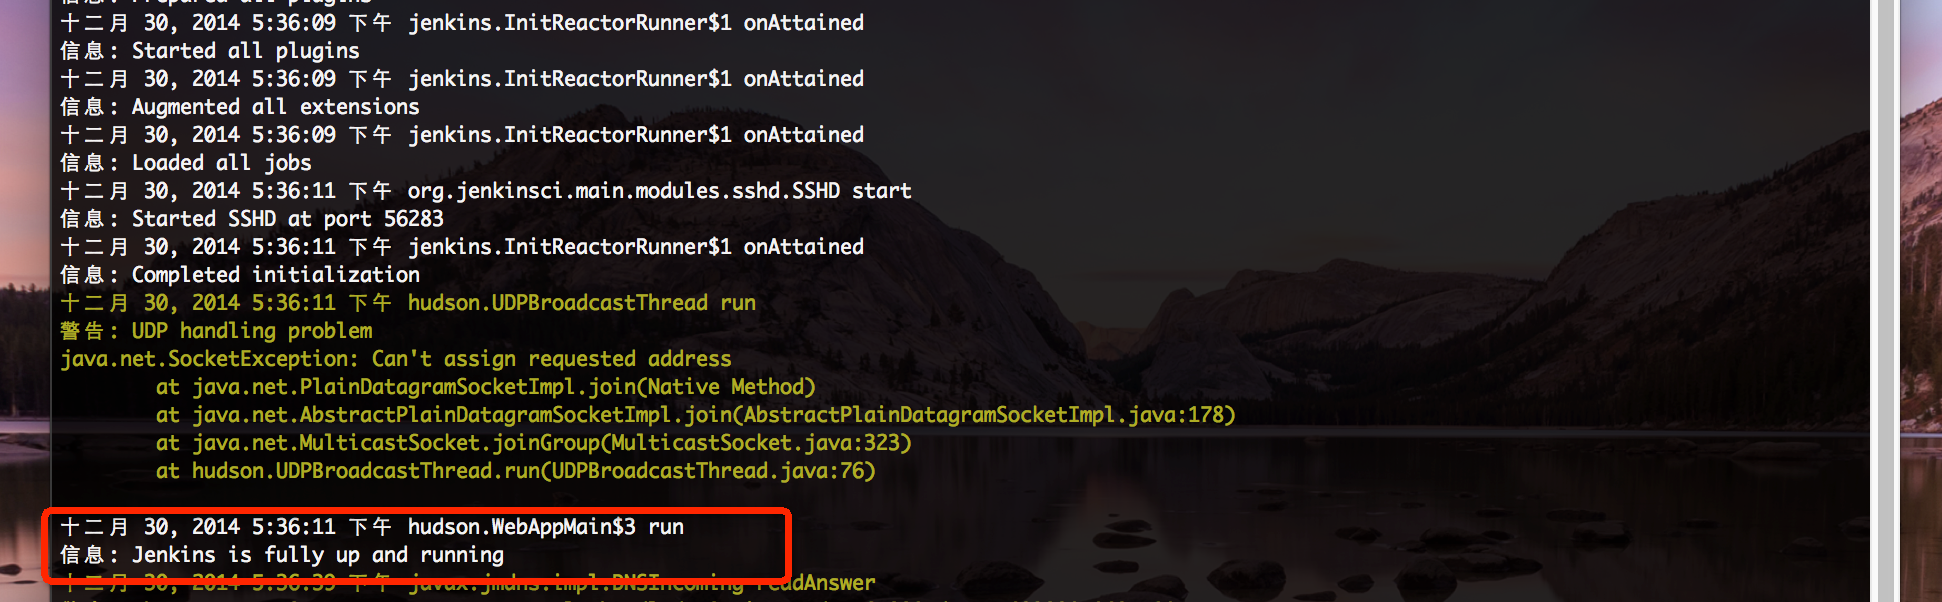 信息: Prepared all plugins
十二月 30, 2014 5:36:09 下午 jenkins.InitReactorRunner$1 onAttained
信息: Started all plugins
十二月 30, 2014 5:36:09 下午 jenkins.InitReactorRunner$1 onAttained
信息: Augmented all extensions
十二月 30, 2014 5:36:09 下午 jenkins.InitReactorRunner$1 onAttained
信息: Loaded all jobs
十二月 30, 2014 5:36:11 下午 org.jenkinsci.main.modules.sshd.SSHD start
信息: Started SSHD at port 56283
十二月 30, 2014 5:36:11 下午 jenkins.InitReactorRunner$1 onAttained
信息: Completed initialization
十二月 30, 2014 5:36:11 下午 hudson.UDPBroadcastThread run
警告: UDP handling problem
java.net.SocketException: Can't assign requested address
at java.net.PlainDatagramSocketImpl.join(Native Method)
at java.net.AbstractPlainDatagramSocketImpl.join(AbstractPlainDatagramSocketImpl.java:178)
at java.net.MulticastSocket.joinGroup(MulticastSocket.java:323)
at hudson.UDPBroadcastThread.run(UDPBroadcastThread.java:76)
十二月 30, 2014 5:36:11 下午 hudson.WebAppMain$3 run
信息: Jenkins is fully up and running
十二月 30, 2014 5:36:39 下午 javax.jmdns.impl.DNSIncoming readAnswer